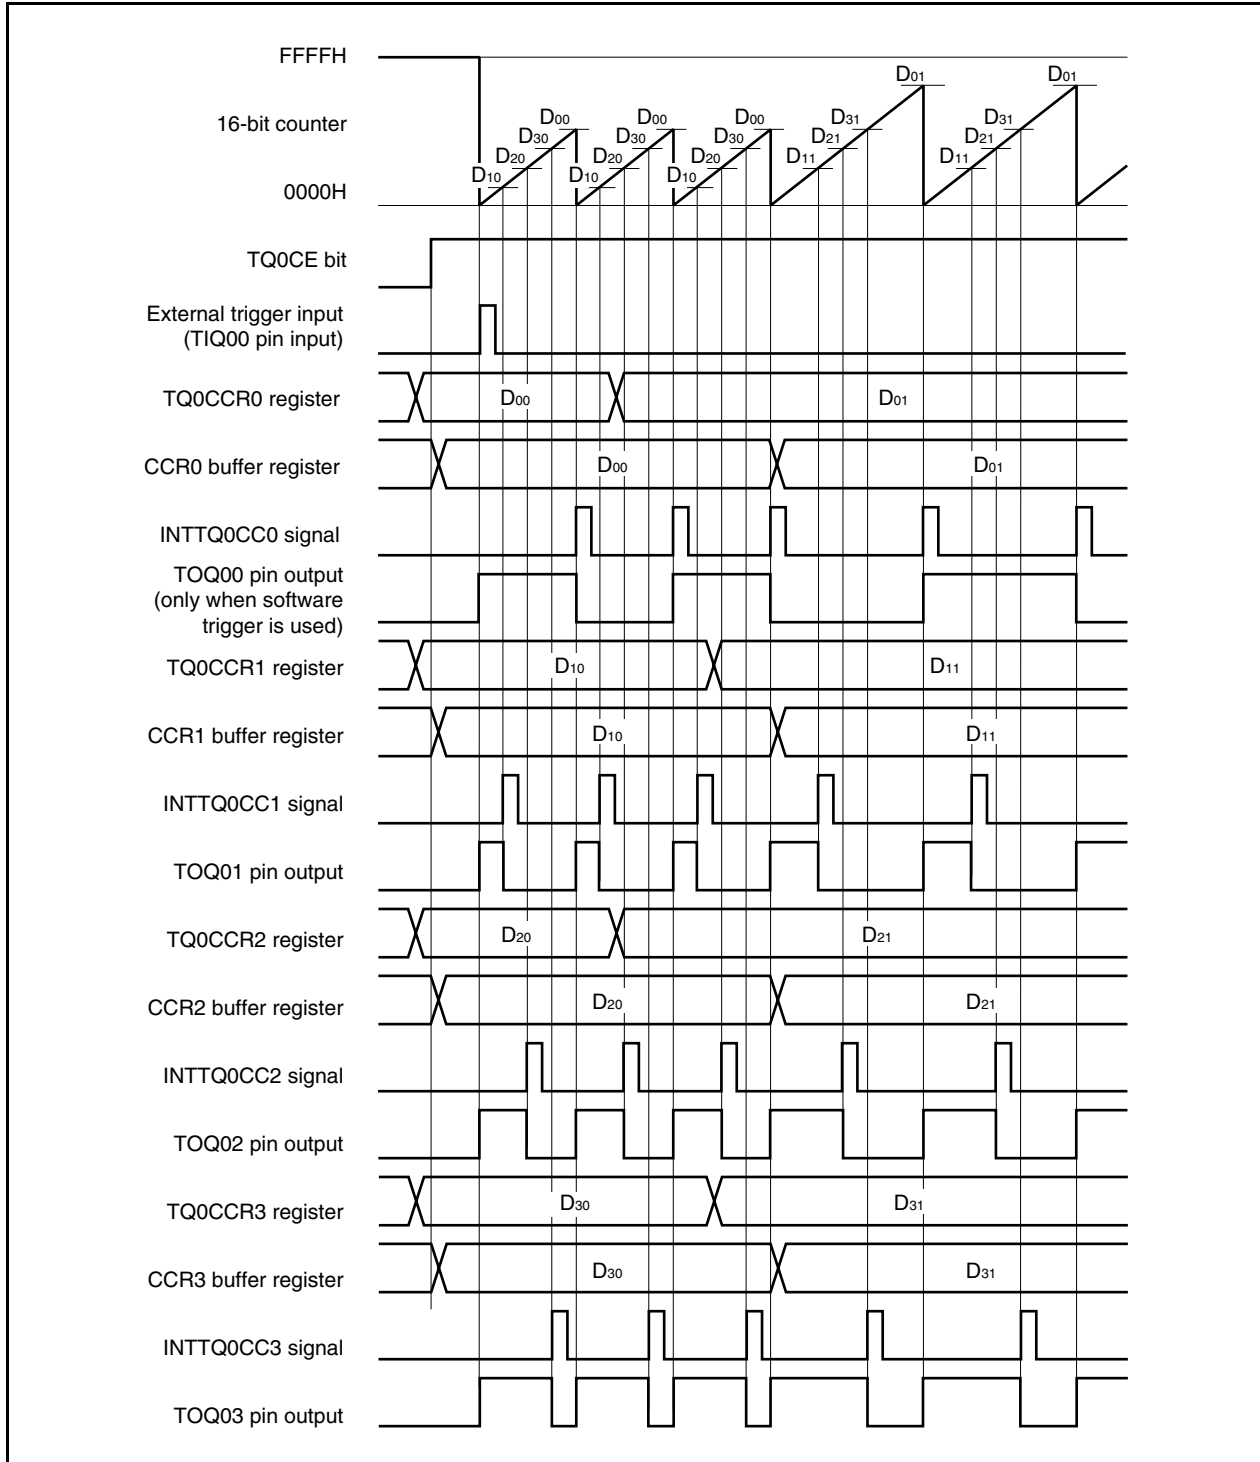 FFFFH
D01 D01
16-bit counter
D00 D00 D00 D31 D31
D30 D30 D30 D21 D21
D20 D20 D20 D11 D11
D10 D10 D10
0000H
TQ0CE bit
External trigger input
(TIQ00 pin input)
TQ0CCR0 register D00 D01
CCR0 buffer register D00 D01
INTTQ0CC0 signal
TOQ00 pin output
(only when software
trigger is used)
TQ0CCR1 register D10 D11
CCR1 buffer register D10 D11
INTTQ0CC1 signal
TOQ01 pin output
TQ0CCR2 register D20 D21
CCR2 buffer register D20 D21
INTTQ0CC2 signal
TOQ02 pin output
TQ0CCR3 register D30 D31
CCR3 buffer register D30 D31
INTTQ0CC3 signal
TOQ03 pin output